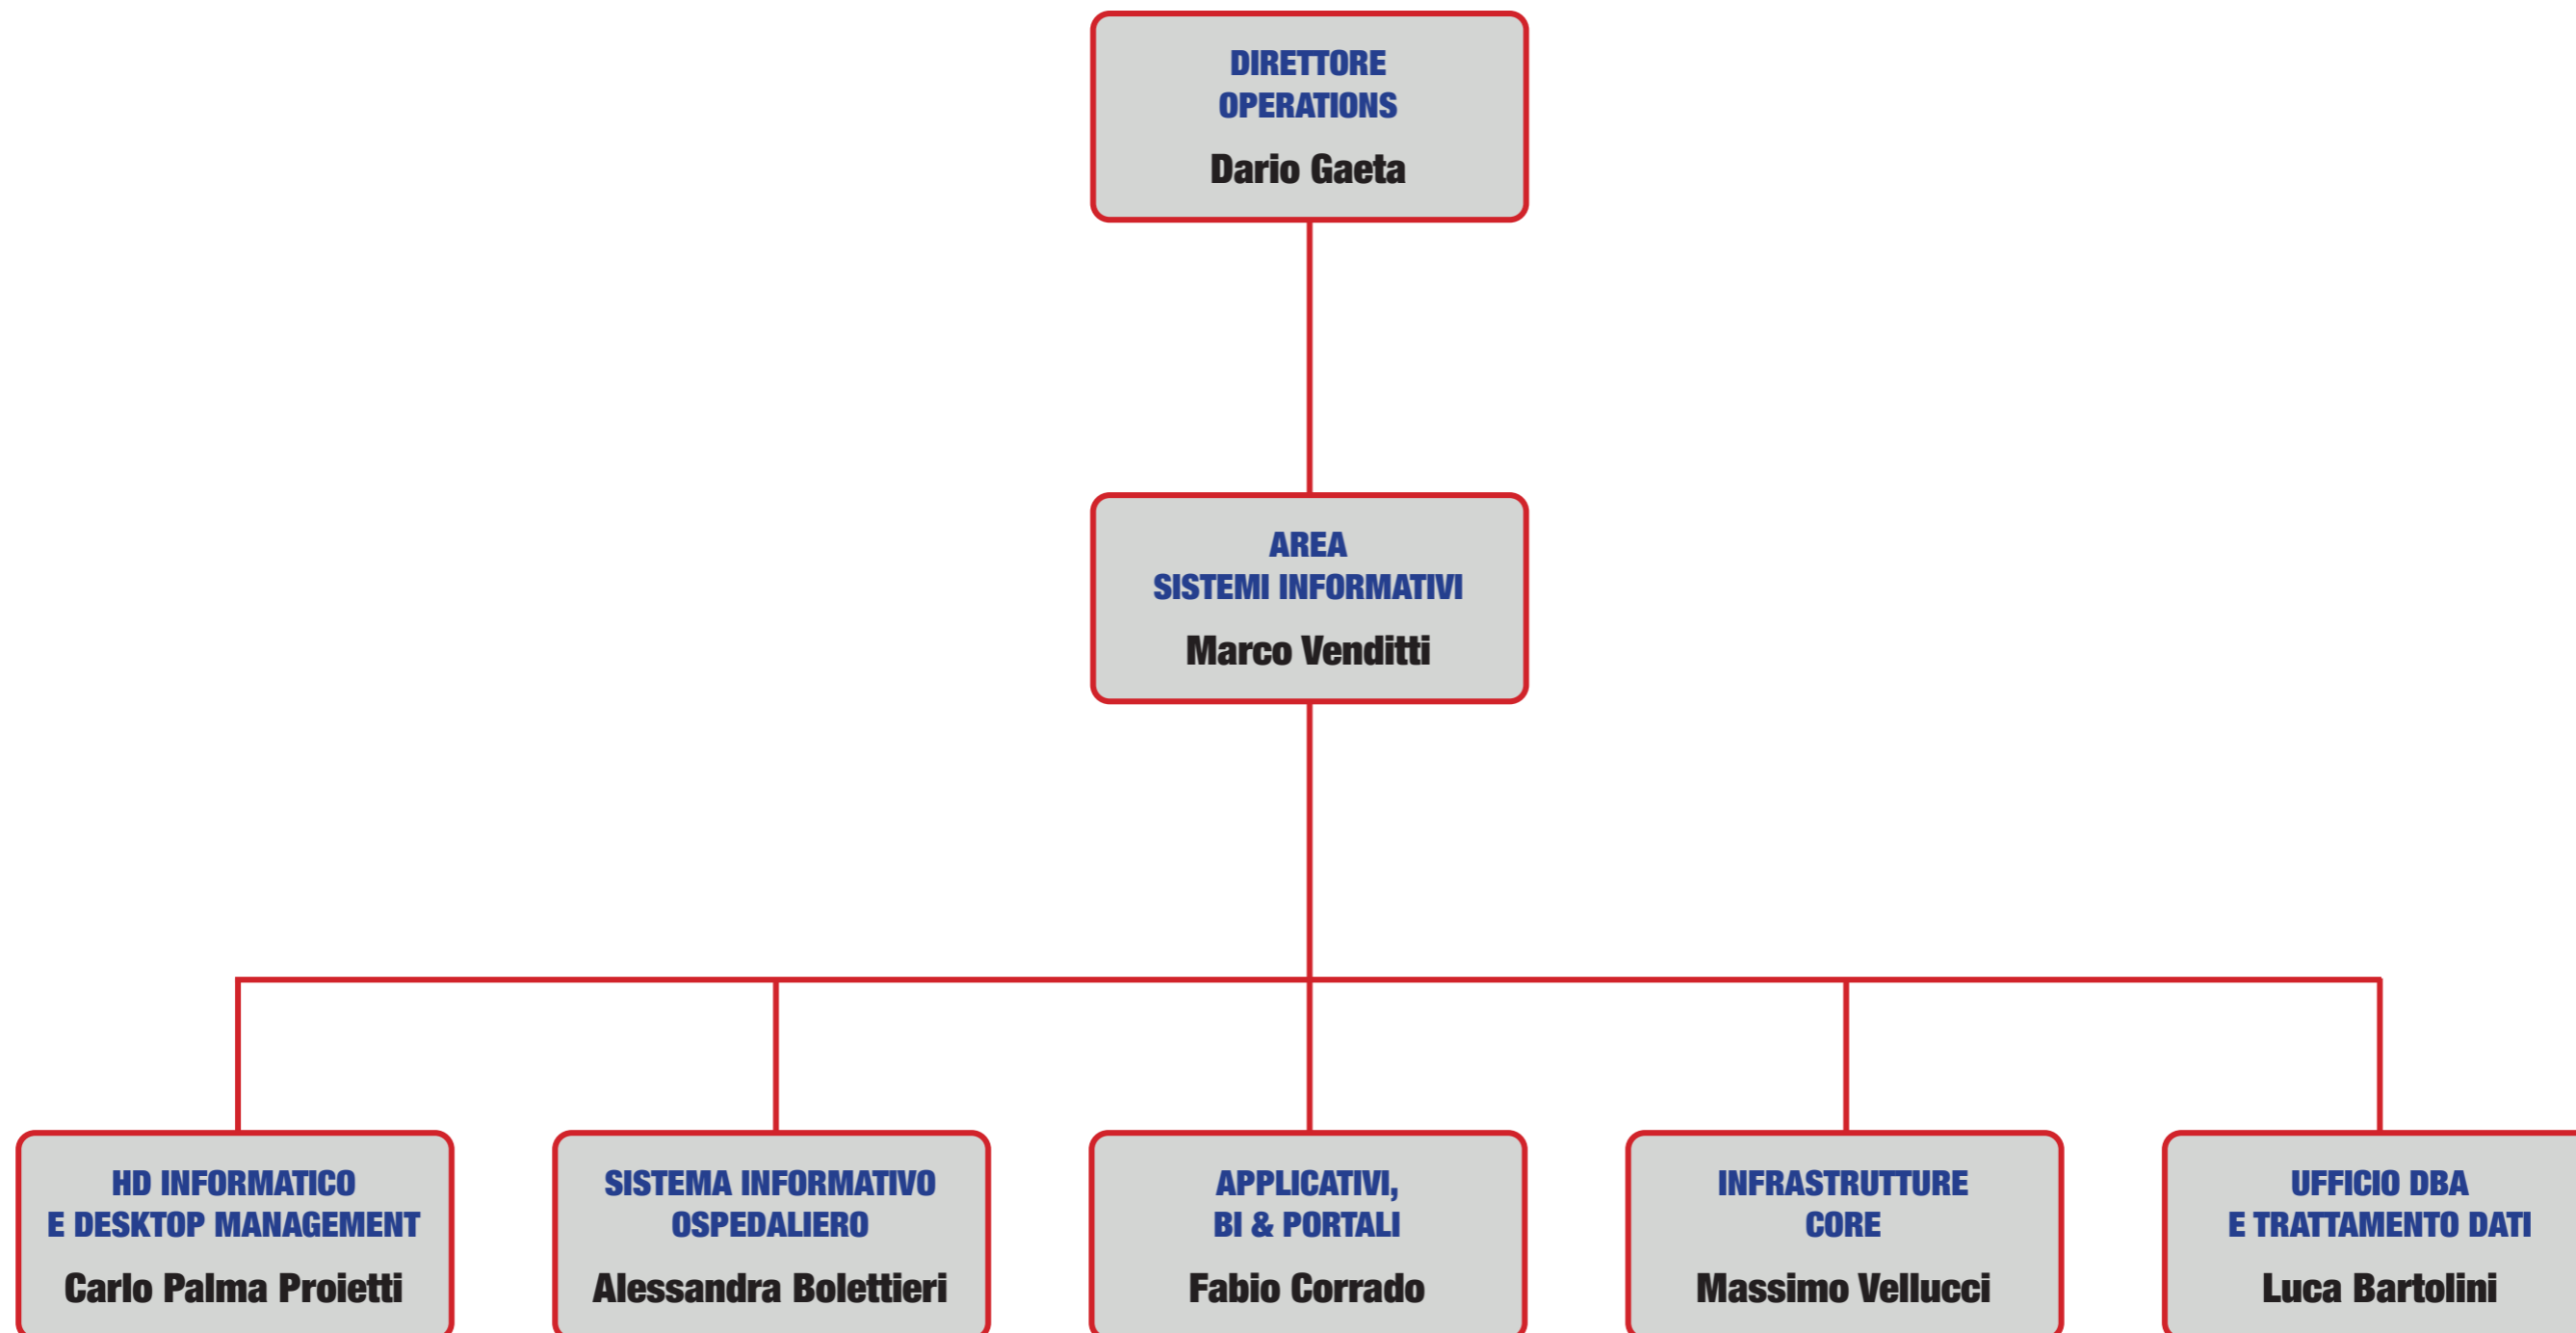 DIRETTORE
OPERATIONS
Dario Gaeta
AREA
SISTEMI INFORMATIVI
Marco Venditti
HD INFORMATICO
E DESKTOP MANAGEMENT
Carlo Palma Proietti
SISTEMA INFORMATIVO
OSPEDALIERO
Alessandra Bolettieri
APPLICATIVI,
BI & PORTALI
Fabio Corrado
INFRASTRUTTURE
CORE
Massimo Vellucci
UFFICIO DBA
E TRATTAMENTO DATI
Luca Bartolini